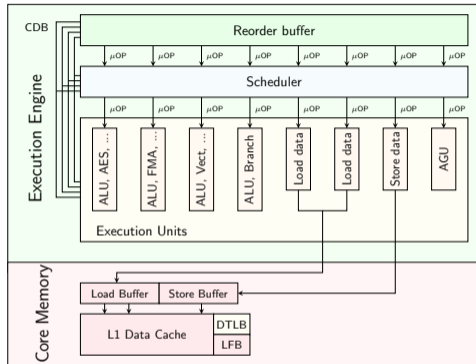 CDB
Reorder buffer
μOP μOP μOP μOP μOP μOP μOP μOP
Scheduler
μOP μOP μOP μOP μOP μOP μOP μOP
Execution Engine
ALU, AES, ...
ALU, FMA, ...
ALU, Vect, ...
ALU, Branch
Load data
Load data
Store data
AGU
Execution Units
Core Memory
Load Buffer
Store Buffer
L1 Data Cache
DTLB
LFB